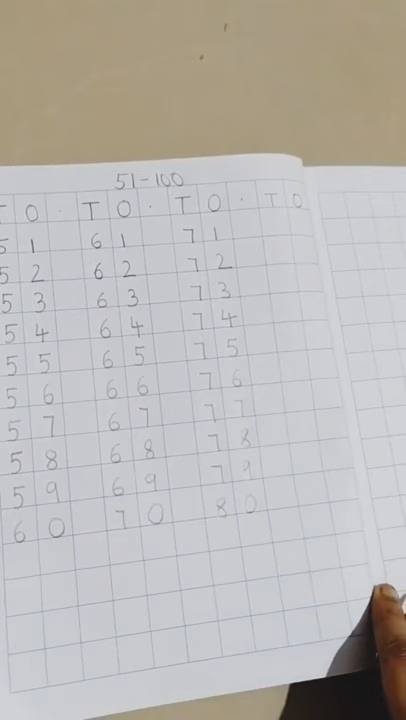 51-100
T O . T O . T O . T O
5 1 6 1 7 1
5 2 6 2 7 2
5 3 6 3 7 3
5 4 6 4 7 4
5 5 6 5 7 5
5 6 6 6 7 6
5 7 6 7 7 7
5 8 6 8 7 8
5 9 6 9 7 9
6 0 7 0 8 0